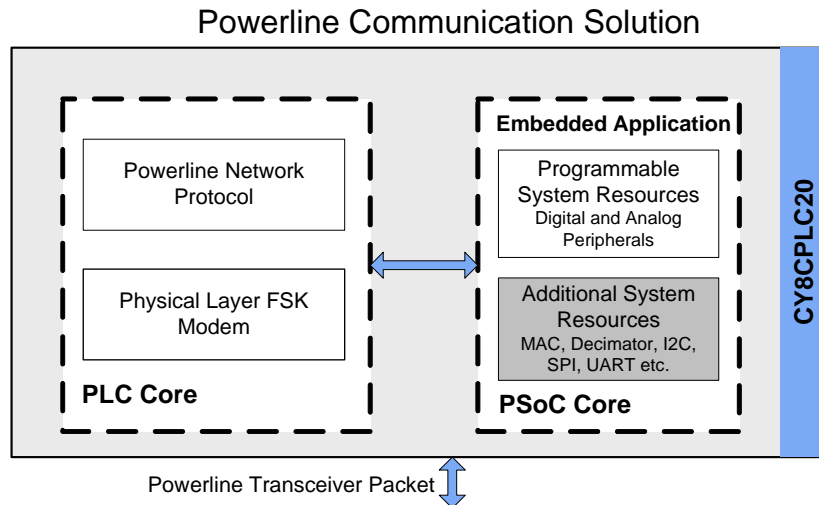 Powerline Communication Solution
Powerline Network
Protocol
Physical Layer FSK
Modem
PLC Core
Embedded Application
Programmable
System Resources
Digital and Analog
Peripherals
Additional System
Resources
MAC, Decimator, I2C,
SPI, UART etc.
PSoC Core
CY8CPLC20
Powerline Transceiver Packet